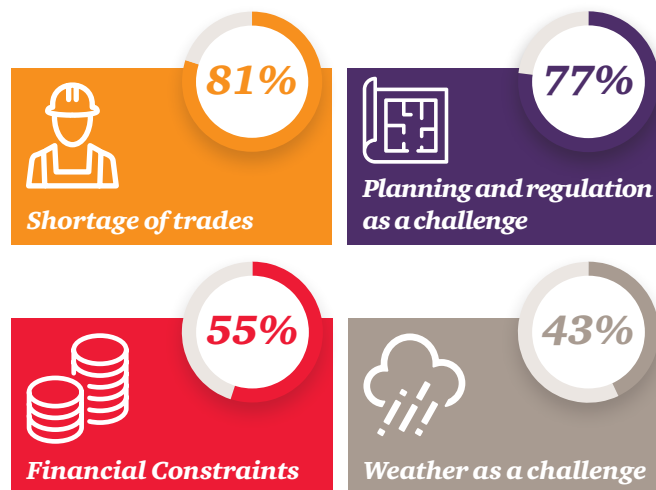 81%
Shortage of trades
77%
Planning and regulation
as a challenge
55%
Financial Constraints
43%
Weather as a challenge